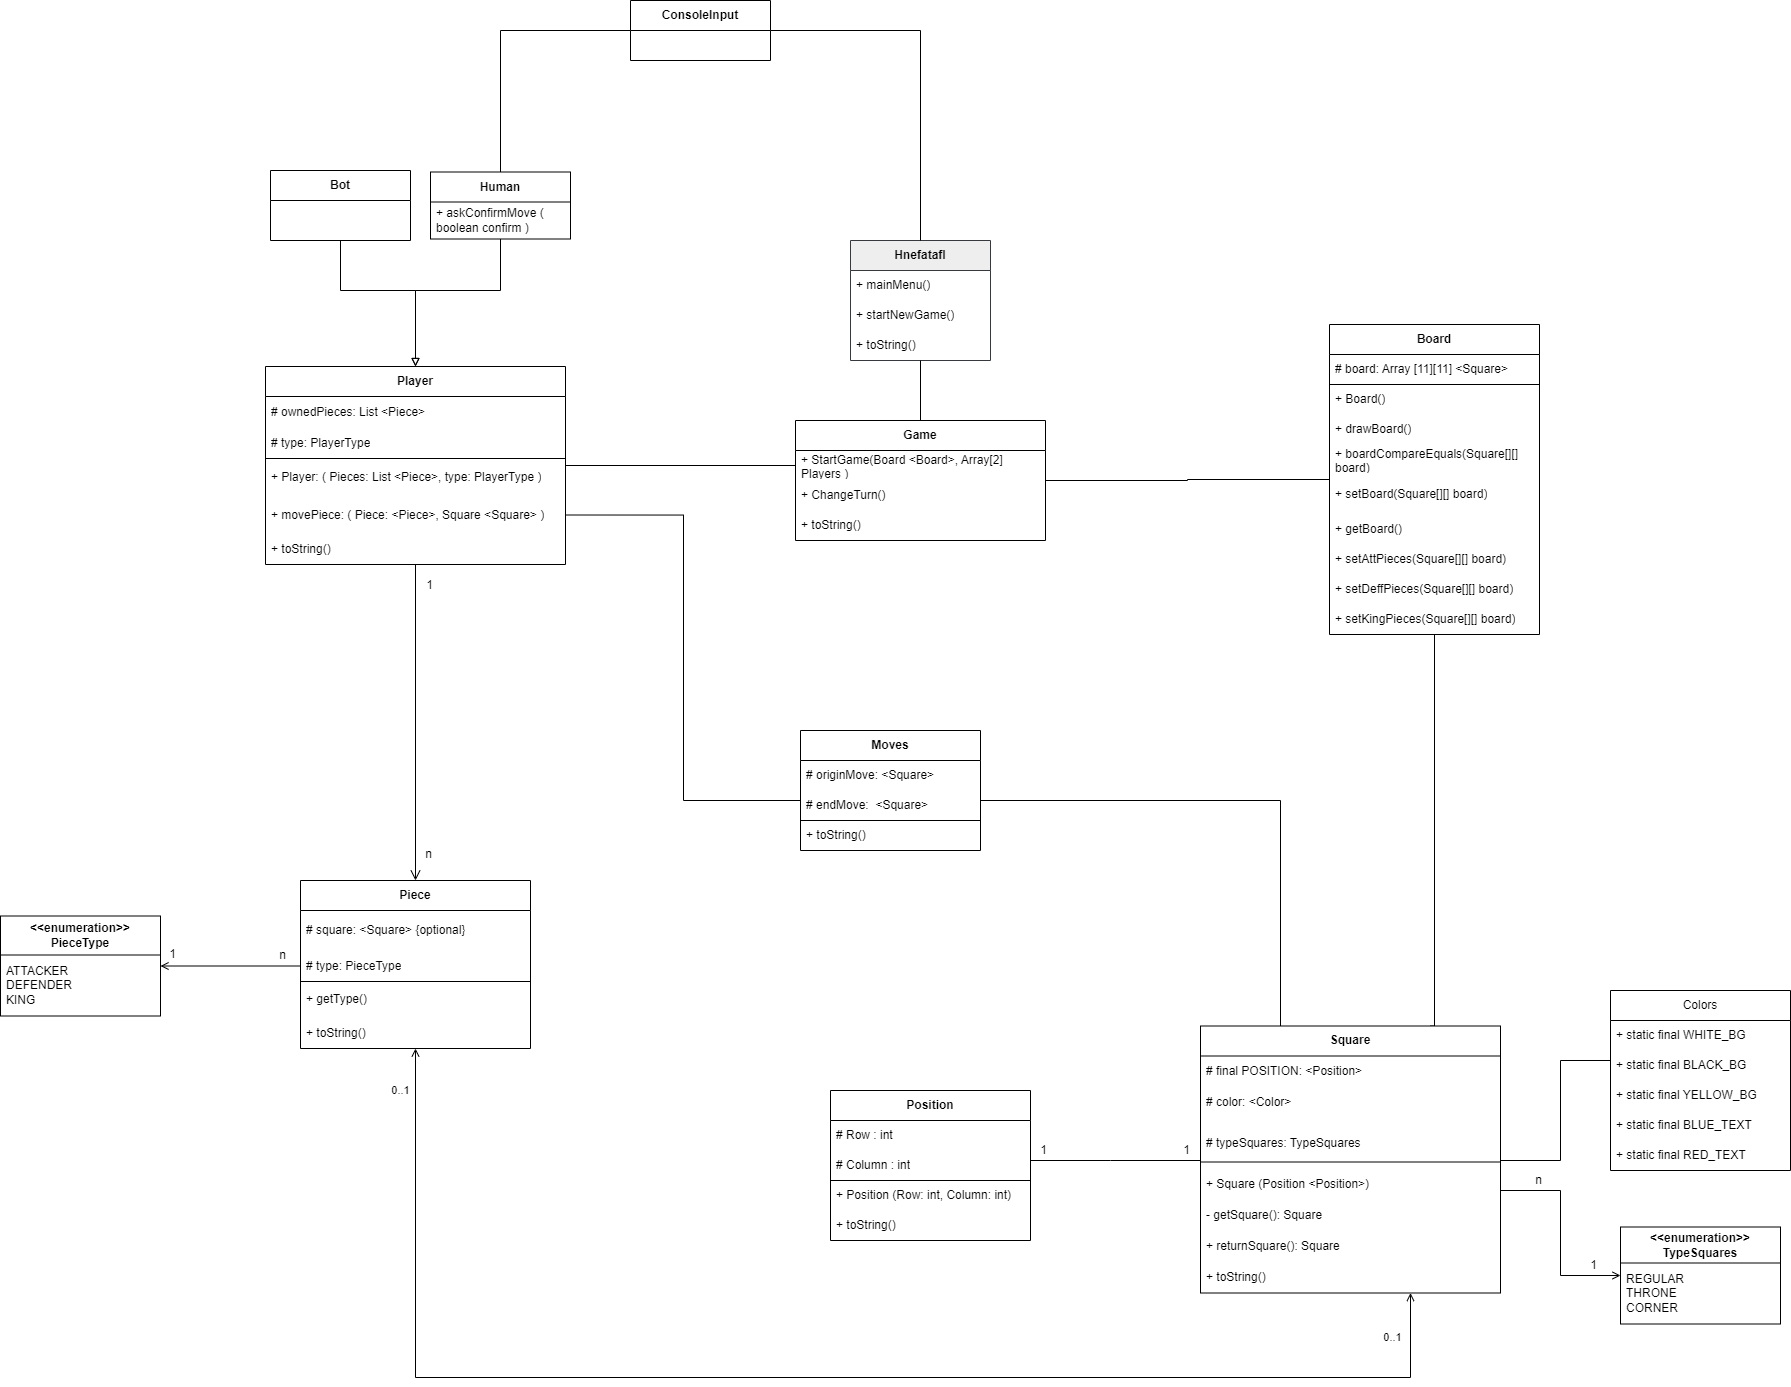 ConsoleInput
Bot
Human
+ askConfirmMove (
boolean confirm )
Hnefatafl
+ mainMenu()
+ startNewGame()
+ toString()
Player
# ownedPieces: List <Piece>
# type: PlayerType
+ Player: ( Pieces: List <Piece>, type: PlayerType )
+ movePiece: ( Piece: <Piece>, Square <Square> )
+ toString()
Game
+ StartGame(Board <Board>, Array[2]
Players )
+ ChangeTurn()
+ toString()
Board
# board: Array [11][11] <Square>
+ Board()
+ drawBoard()
+ boardCompareEquals(Square[][]
board)
+ setBoard(Square[][] board)
+ getBoard()
+ setAttPieces(Square[][] board)
+ setDeffPieces(Square[][] board)
+ setKingPieces(Square[][] board)
1
n
Moves
# originMove: <Square>
# endMove:  <Square>
+ toString()
Piece
# square: <Square> {optional}
# type: PieceType
+ getType()
+ toString()
<<enumeration>>
PieceType
ATTACKER
DEFENDER
KING
1
n
0..1
Position
# Row : int
# Column : int
+ Position (Row: int, Column: int)
+ toString()
1
1
Square
# final POSITION: <Position>
# color: <Color>
# typeSquares: TypeSquares
+ Square (Position <Position>)
- getSquare(): Square
+ returnSquare(): Square
+ toString()
0..1
Colors
+ static final WHITE_BG
+ static final BLACK_BG
+ static final YELLOW_BG
+ static final BLUE_TEXT
+ static final RED_TEXT
n
1
<<enumeration>>
TypeSquares
REGULAR
THRONE
CORNER